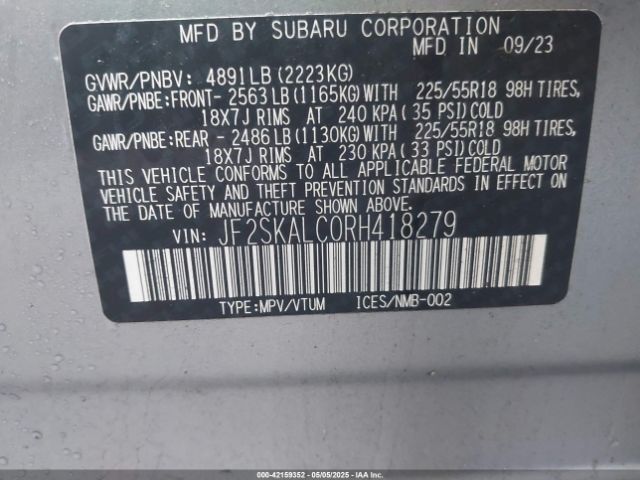 MFD BY SUBARU CORPORATION
MFD IN 09/23
GVWR/PNBV: 4891LB(2223KG)
GAWR/PNBE:FRONT- 2563LB(1165KG)WITH 225/55R18 98H TIRES,
18X7J RIMS AT 240 KPA( 35 PSI)COLD
GAWR/PNBE:REAR - 2486LB(1130KG)WITH 225/55R18 98H TIRES,
18X7J RIMS AT 230 KPA( 33 PSI)COLD
THIS VEHICLE CONFORMS TO ALL APPLICABLE FEDERAL MOTOR
VEHICLE SAFETY AND THEFT PREVENTION STANDARDS IN EFFECT ON
THE DATE OF MANUFACTURE SHOWN ABOVE.
VIN: JF2SKALC0RH418279
TYPE:MPV/VTUM ICES/NMB-002
000-42159352 - 05/05/2025 - IAA Inc.